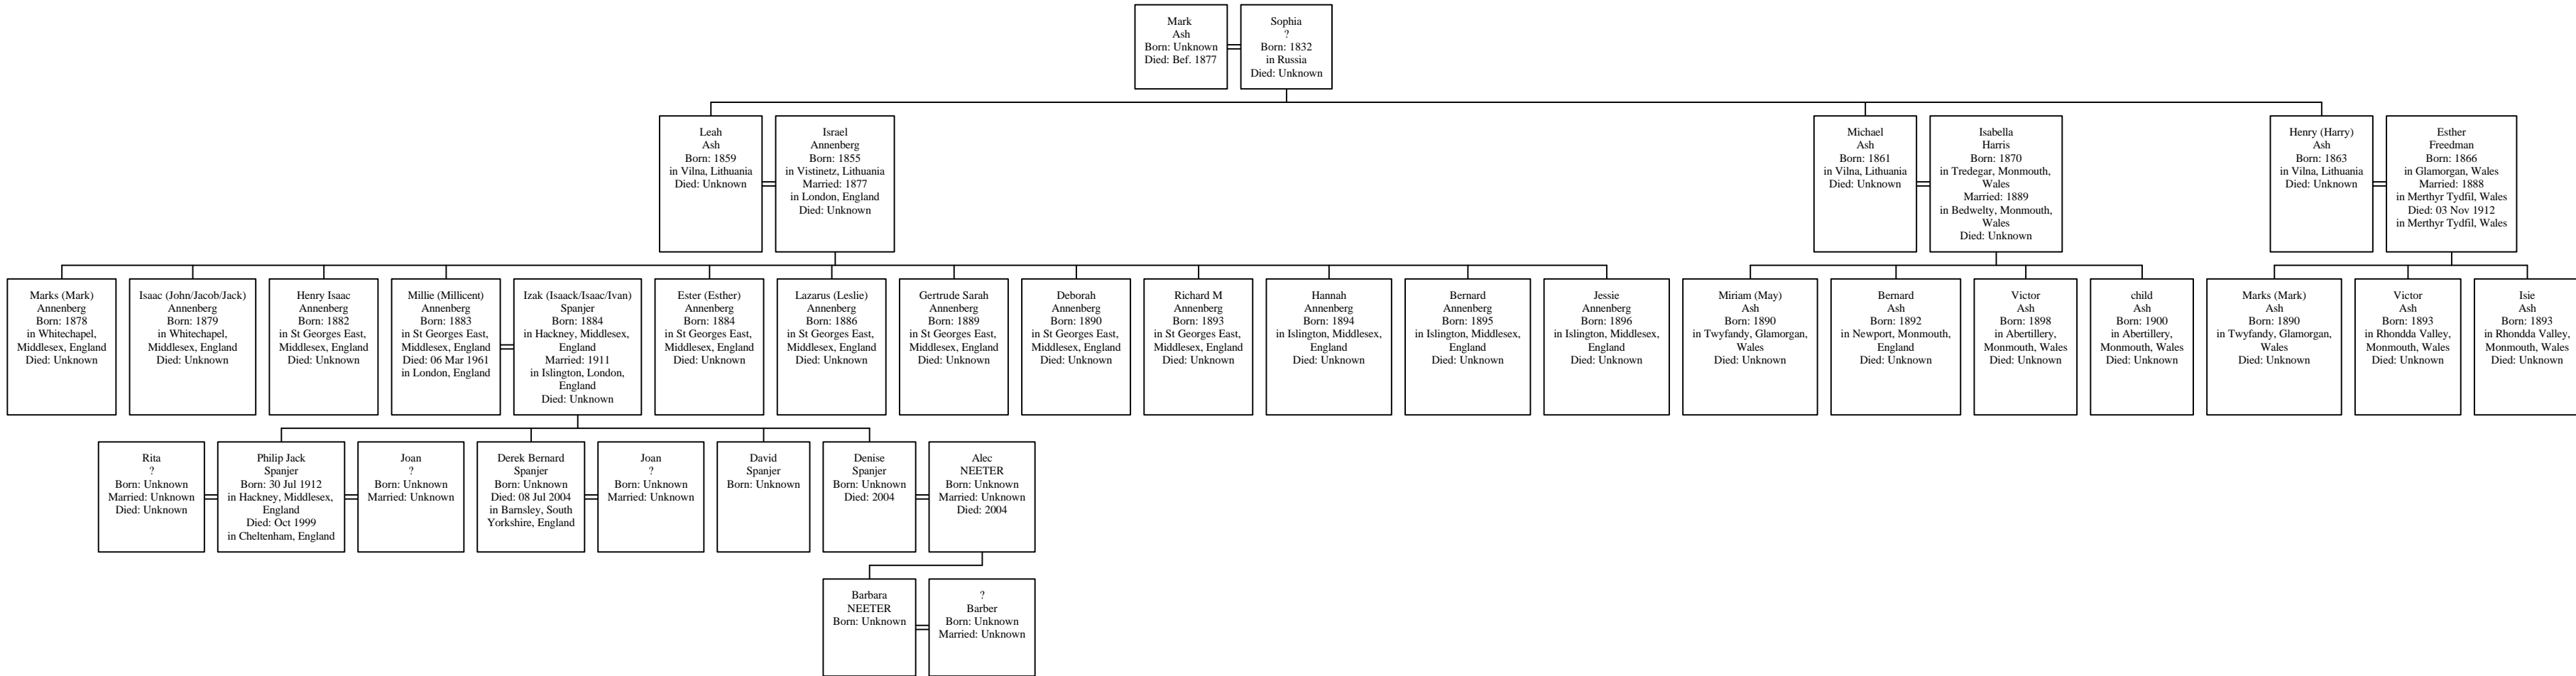 Mark
Ash
Born: Unknown
Died: Bef. 1877
Sophia
?
Born: 1832
in Russia
Died: Unknown
Leah
Ash
Born: 1859
in Vilna, Lithuania
Died: Unknown
Israel
Annenberg
Born: 1855
in Vistinetz, Lithuania
Married: 1877
in London, England
Died: Unknown
Michael
Ash
Born: 1861
in Vilna, Lithuania
Died: Unknown
Isabella
Harris
Born: 1870
in Tredegar, Monmouth,
Wales
Married: 1889
in Bedwelty, Monmouth,
Wales
Died: Unknown
Henry (Harry)
Ash
Born: 1863
in Vilna, Lithuania
Died: Unknown
Esther
Freedman
Born: 1866
in Glamorgan, Wales
Married: 1888
in Merthyr Tydfil, Wales
Died: 03 Nov 1912
in Merthyr Tydfil, Wales
Marks (Mark)
Annenberg
Born: 1878
in Whitechapel,
Middlesex, England
Died: Unknown
Isaac (John/Jacob/Jack)
Annenberg
Born: 1879
in Whitechapel,
Middlesex, England
Died: Unknown
Henry Isaac
Annenberg
Born: 1882
in St Georges East,
Middlesex, England
Died: Unknown
Millie (Millicent)
Annenberg
Born: 1883
in St Georges East,
Middlesex, England
Died: 06 Mar 1961
in London, England
Izak (Isaack/Isaac/Ivan)
Spanjer
Born: 1884
in Hackney, Middlesex,
England
Married: 1911
in Islington, London,
England
Died: Unknown
Ester (Esther)
Annenberg
Born: 1884
in St Georges East,
Middlesex, England
Died: Unknown
Lazarus (Leslie)
Annenberg
Born: 1886
in St Georges East,
Middlesex, England
Died: Unknown
Gertrude Sarah
Annenberg
Born: 1889
in St Georges East,
Middlesex, England
Died: Unknown
Deborah
Annenberg
Born: 1890
in St Georges East,
Middlesex, England
Died: Unknown
Richard M
Annenberg
Born: 1893
in St Georges East,
Middlesex, England
Died: Unknown
Hannah
Annenberg
Born: 1894
in Islington, Middlesex,
England
Died: Unknown
Bernard
Annenberg
Born: 1895
in Islington, Middlesex,
England
Died: Unknown
Jessie
Annenberg
Born: 1896
in Islington, Middlesex,
England
Died: Unknown
Miriam (May)
Ash
Born: 1890
in Twyfandy, Glamorgan,
Wales
Died: Unknown
Bernard
Ash
Born: 1892
in Newport, Monmouth,
England
Died: Unknown
Victor
Ash
Born: 1898
in Abertillery,
Monmouth, Wales
Died: Unknown
child
Ash
Born: 1900
in Abertillery,
Monmouth, Wales
Died: Unknown
Marks (Mark)
Ash
Born: 1890
in Twyfandy, Glamorgan,
Wales
Died: Unknown
Victor
Ash
Born: 1893
in Rhondda Valley,
Monmouth, Wales
Died: Unknown
Isie
Ash
Born: 1893
in Rhondda Valley,
Monmouth, Wales
Died: Unknown
Rita
?
Born: Unknown
Married: Unknown
Died: Unknown
Philip Jack
Spanjer
Born: 30 Jul 1912
in Hackney, Middlesex,
England
Died: Oct 1999
in Cheltenham, England
Joan
?
Born: Unknown
Married: Unknown
Derek Bernard
Spanjer
Born: Unknown
Died: 08 Jul 2004
in Barnsley, South
Yorkshire, England
Joan
?
Born: Unknown
Married: Unknown
David
Spanjer
Born: Unknown
Denise
Spanjer
Born: Unknown
Died: 2004
Alec
NEETER
Born: Unknown
Married: Unknown
Died: 2004
Barbara
NEETER
Born: Unknown
?
Barber
Born: Unknown
Married: Unknown